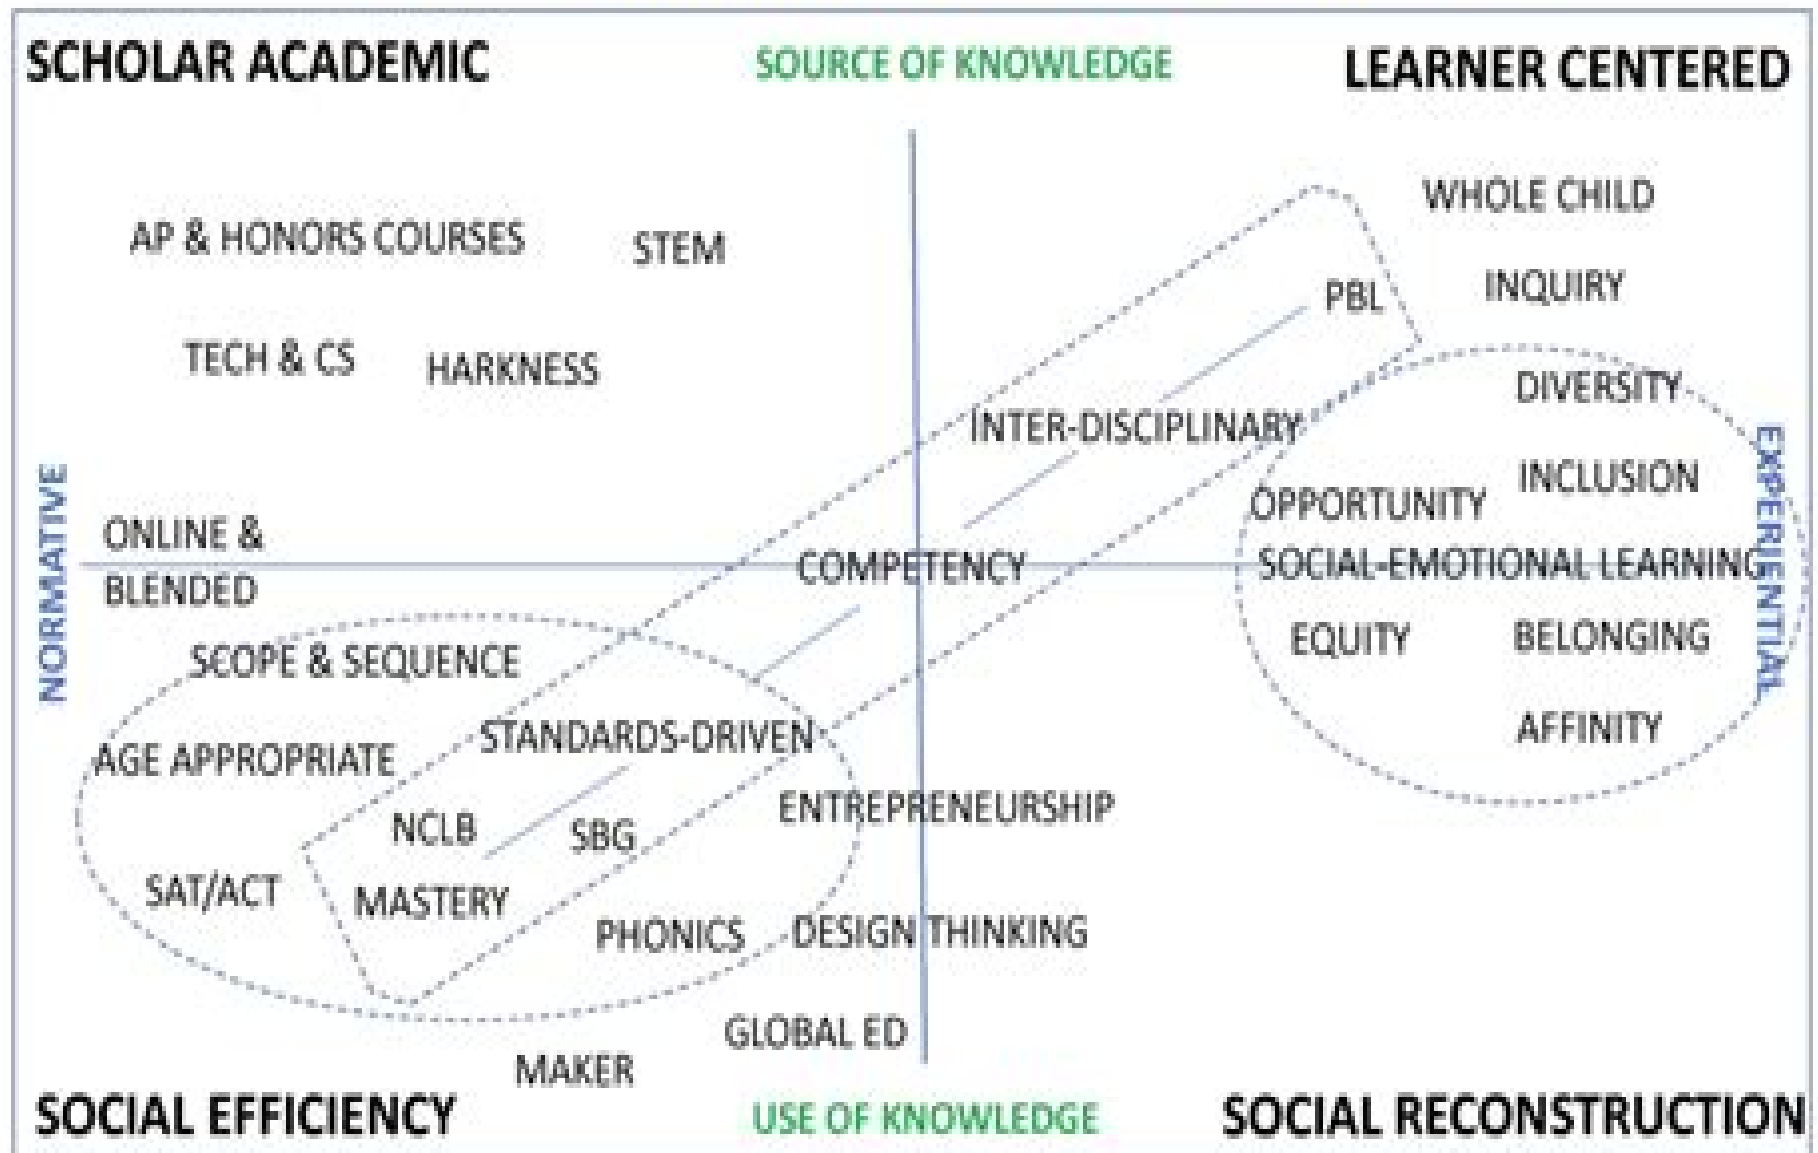 SCHOLAR ACADEMIC
SOURCE OF KNOWLEDGE
LEARNER CENTERED
WHOLE CHILD
AP & HONORS COURSES
STEM
INQUIRY
PBL
TECH & CS
HARKNESS
DIVERSITY
INTER-DISCIPLINARY
INCLUSION
OPPORTUNITY
NORMATIVE
EXPERIENTIAL
ONLINE &
BLENDED
COMPETENCY
SOCIAL-EMOTIONAL LEARNING
EQUITY
BELONGING
SCOPE & SEQUENCE
AFFINITY
STANDARDS-DRIVEN
AGE APPROPRIATE
ENTREPRENEURSHIP
NCLB
SBG
SAT/ACT
MASTERY
PHONICS
DESIGN THINKING
GLOBAL ED
MAKER
SOCIAL EFFICIENCY
USE OF KNOWLEDGE
SOCIAL RECONSTRUCTION